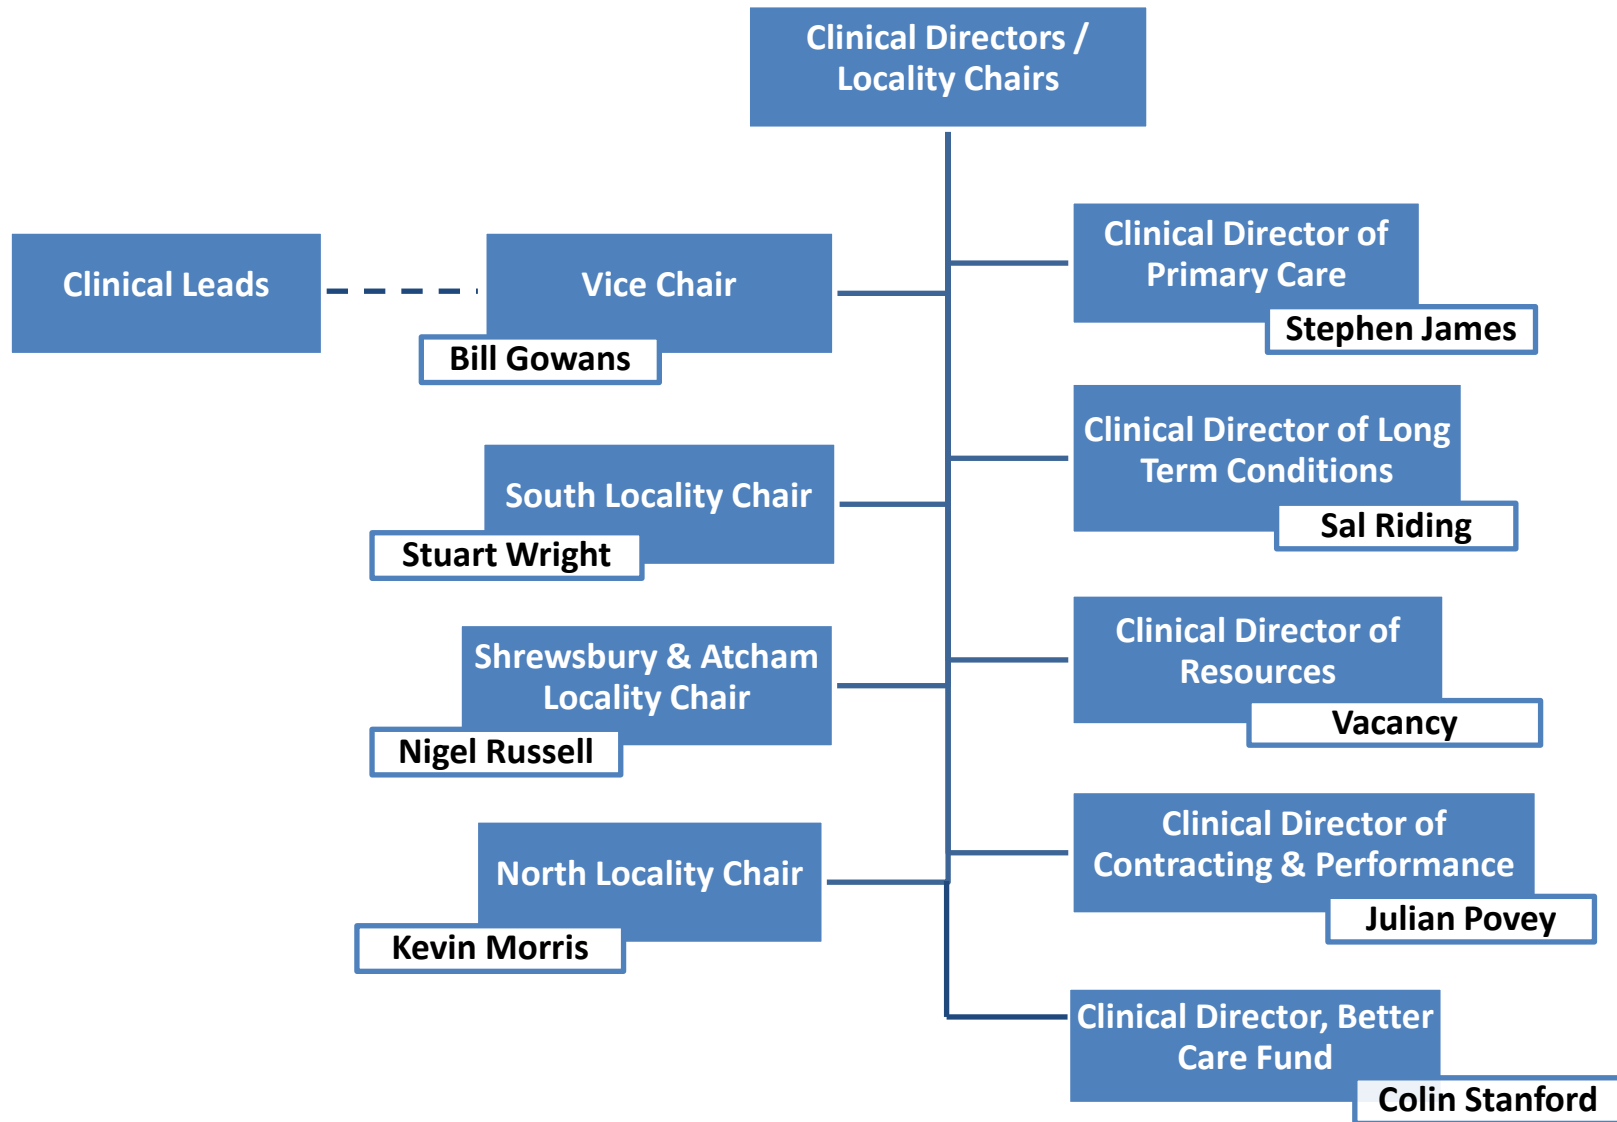 Clinical Directors /
Locality Chairs
Clinical Leads
Vice Chair
Bill Gowans
South Locality Chair
Stuart Wright
Shrewsbury & Atcham
Locality Chair
Nigel Russell
North Locality Chair
Kevin Morris
Clinical Director of
Primary Care
Stephen James
Clinical Director of Long
Term Conditions
Sal Riding
Clinical Director of
Resources
Vacancy
Clinical Director of
Contracting & Performance
Julian Povey
Clinical Director, Better
Care Fund
Colin Stanford